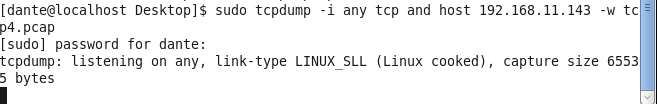 [dante@localhost Desktop]$ sudo tcpdump -i any tcp and host 192.168.11.143 -w tc
p4.pcap
[sudo] password for dante:
tcpdump: listening on any, link-type LINUX_SLL (Linux cooked), capture size 6553
5 bytes